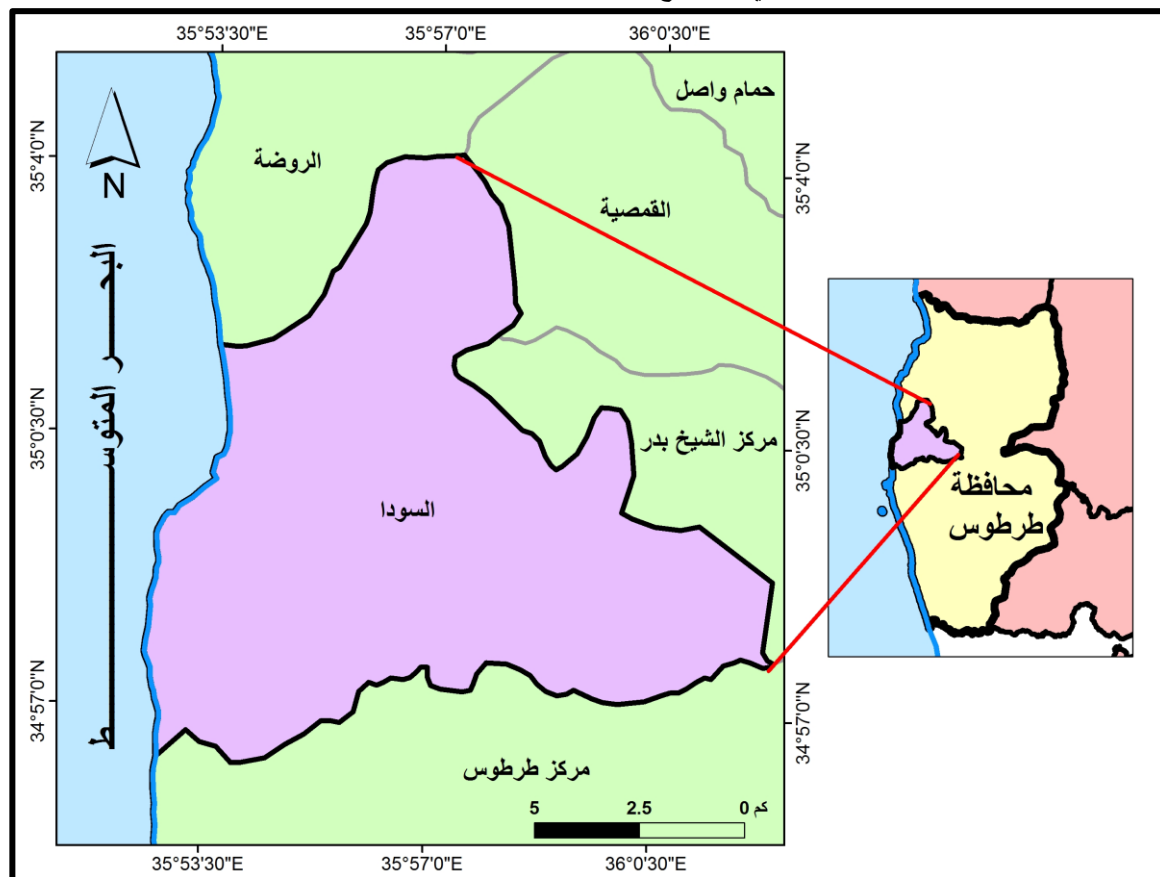 35°53'30"E
35°57'0"E
36°0'30"E
حمام واصل
الروضة
35°4'0"N
35°4'0"N
N
القمصية
البحر المتوسط
مركز الشيخ بدر
35°0'30"N
35°0'30"N
السودا
محافظة
طرطوس
34°57'0"N
34°57'0"N
مركز طرطوس
5 2.5 0 كم
35°53'30"E
35°57'0"E
36°0'30"E